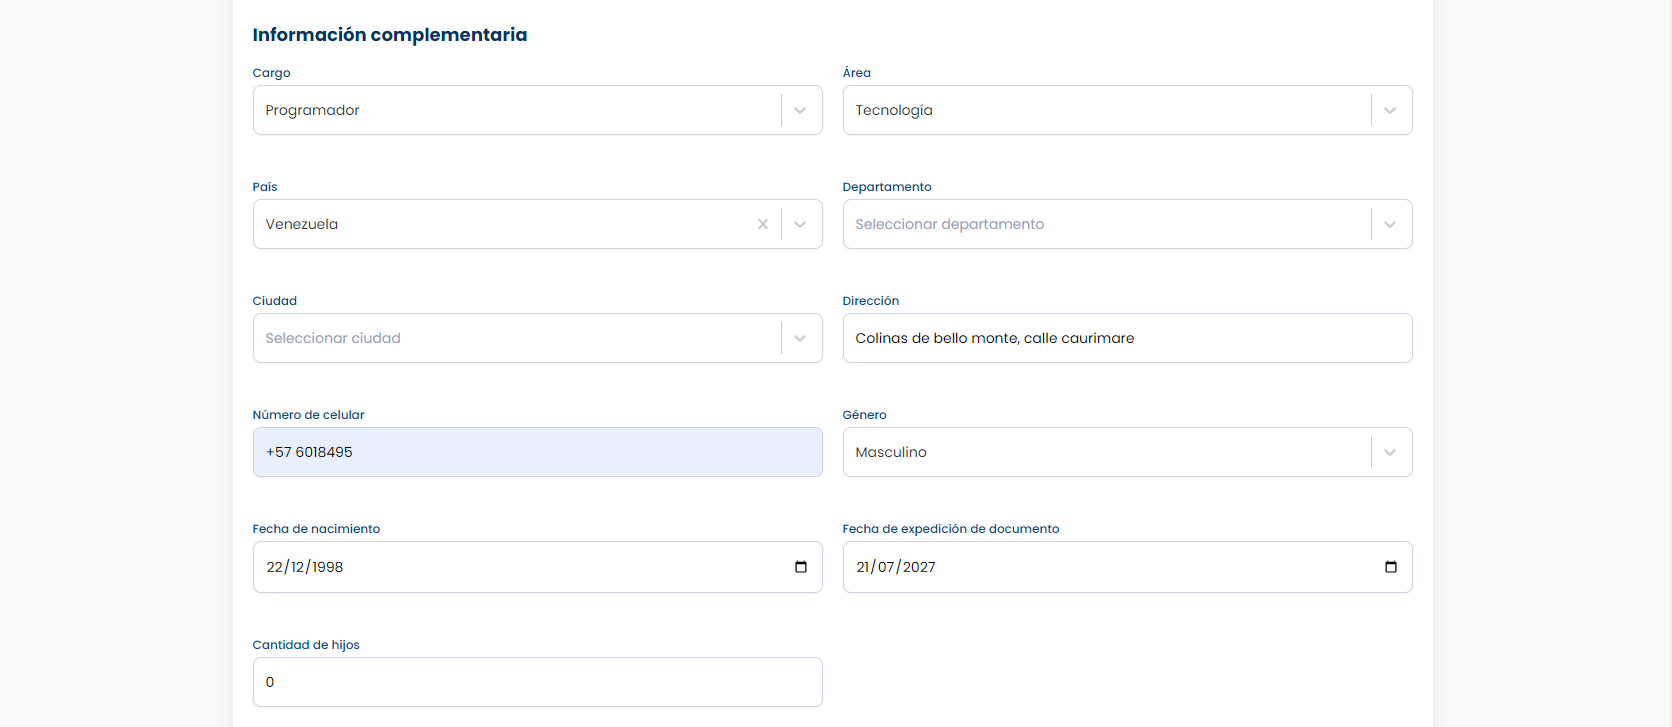 Información complementaria
Cargo
Área
Programador
Tecnología
País
Departamento
Venezuela
Seleccionar departamento
Ciudad
Dirección
Seleccionar ciudad
Colinas de bello monte, calle caurimare
Número de celular
Género
+57 6018495
Masculino
Fecha de nacimiento
Fecha de expedición de documento
22/12/1998
21/07/2027
Cantidad de hijos
0